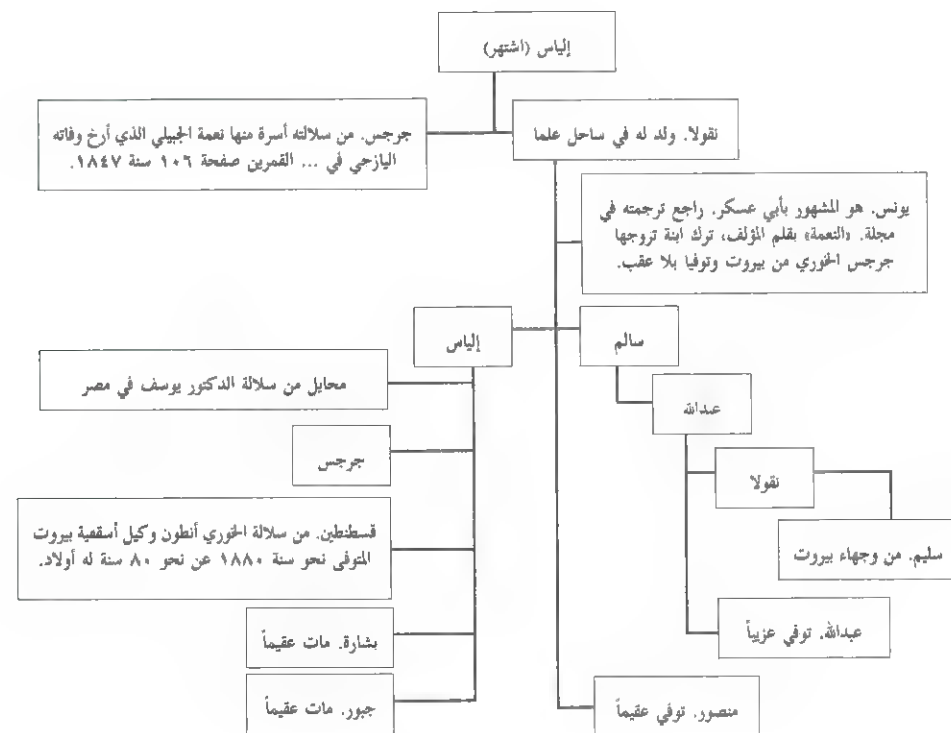 إلياس (اشتهر)
نقولا. ولد له في ساحل علما
جرجس. من سلالته أسرة منها نعمة الجبيلي الذي أرخ وفاته
اليازجي في ... القمرين صفحة ١٠٦ سنة ١٨٤٧.
يونس. هو المشهور بأبي عسكر. راجع ترجمته في
مجلة. «النعمة» بقلم المؤلف، ترك ابنة تزوجها
جرجس الخوري من بيروت وتوفيا بلا عقب.
سالم
إلياس
عبدالله
نقولا
سليم. من وجهاء بيروت
عبدالله. توفي عزيباً
منصور. توفي عقيماً
محايل من سلالة الدكتور يوسف في مصر
جرجس
قسطنطين. من سلالة الخوري أنطون وكيل أسقفية بيروت
المتوفى نحو سنة ١٨٨٠ عن نحو ٨٠ سنة له أولاد.
بشارة. مات عقيماً
جبور. مات عقيماً